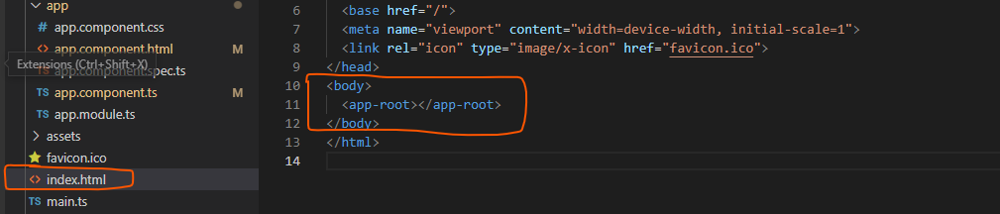 app
# app.component.css
<> app.component.html M
Extensions (Ctrl+Shift+X)
app.component.spec.ts
TS app.component.ts M
TS app.module.ts
assets
favicon.ico
<> index.html
TS main.ts
6 <base href="/">
7 <meta name="viewport" content="width=device-width, initial-scale=1">
8 <link rel="icon" type="image/x-icon" href="favicon.ico">
9 </head>
10 <body>
11 <app-root></app-root>
12 </body>
13 </html>
14